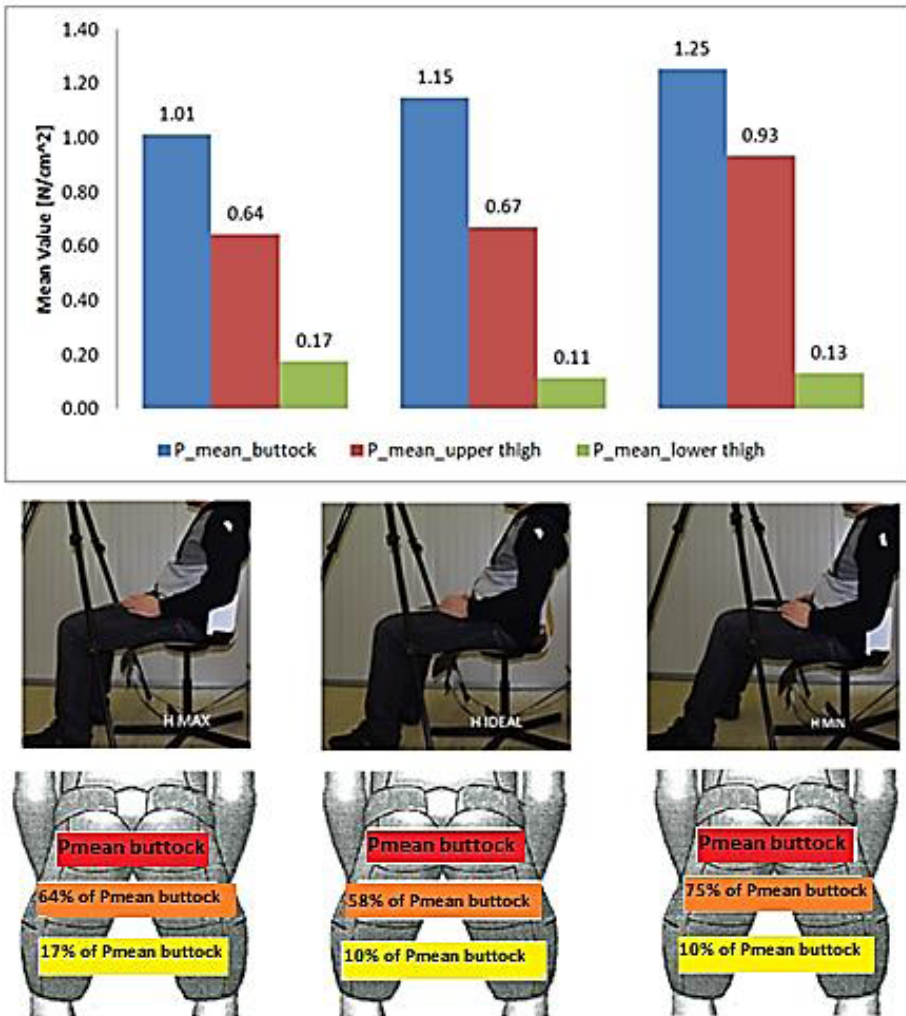 1.40
1.20
1.00
0.80
0.60
0.40
0.20
0.00
Mean Value [N/cm^2]
1.01
0.64
0.17
1.15
0.67
0.11
1.25
0.93
0.13
P_mean_buttock P_mean_upper thigh P_mean_lower thigh
H MAX
H IDEAL
H MIN
Pmean buttock
64% of Pmean buttock
17% of Pmean buttock
Pmean buttock
58% of Pmean buttock
10% of Pmean buttock
Pmean buttock
75% of Pmean buttock
10% of Pmean buttock